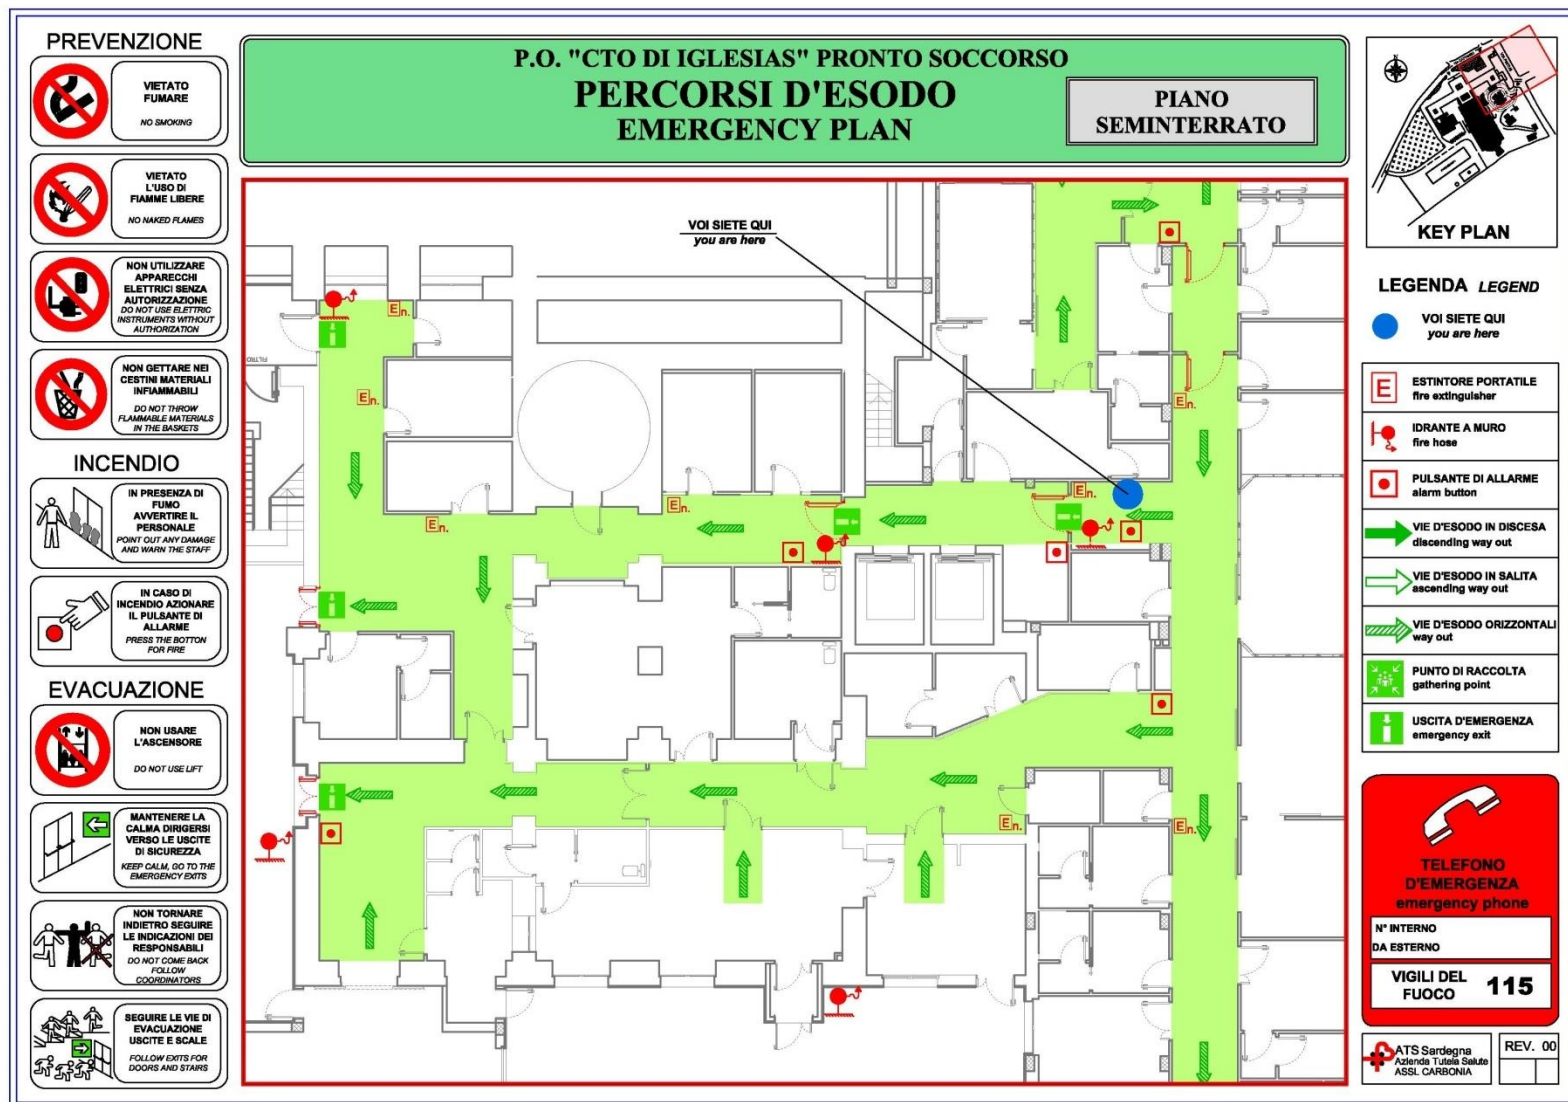 P.O. "CTO DI IGLESIAS" PRONTO SOCCORSO
PERCORSI D'ESODO
EMERGENCY PLAN
PIANO
SEMINTERRATO
PREVENZIONE
VIETATO
FUMARE
NO SMOKING
VIETATO
L'USO DI
FIAMME LIBERE
NO NAKED FLAMES
NON UTILIZZARE
APPARECCHI
ELETTRICI SENZA
AUTORIZZAZIONE
DO NOT USE ELETTRIC
INSTRUMENTS WITHOUT
AUTHORIZATION
NON GETTARE NEI
CESTINI MATERIALI
INFIAMMABILI
DO NOT THROW
FLAMMABLE MATERIALS
IN THE BASKETS
INCENDIO
IN PRESENZA DI
FUMO
AVVERTIRE IL
PERSONALE
POINT OUT ANY DAMAGE
AND WARN THE STAFF
IN CASO DI
INCENDIO AZIONARE
IL PULSANTE DI
ALLARME
PRESS THE BOTTON
FOR FIRE
EVACUAZIONE
NON USARE
L'ASCENSORE
DO NOT USE LIFT
MANTENERE LA
CALMA DIRIGERSI
VERSO LE USCITE
DI SICUREZZA
KEEP CALM, GO TO THE
EMERGENCY EXITS
NON TORNARE
INDIETRO SEGUIRE
LE INDICAZIONI DEI
RESPONSABILI
DO NOT COME BACK
FOLLOW
COORDINATORS
SEGUIRE LE VIE DI
EVACUAZIONE
USCITE E SCALE
FOLLOW EXITS FOR
DOORS AND STAIRS
VOI SIETE QUI
you are here
E n.
E n.
E n.
E n.
E n.
E n.
E n.
E n.
FILTRO
KEY PLAN
LEGENDA LEGEND
VOI SIETE QUI
you are here
E
ESTINTORE PORTATILE
fire extinguisher
IDRANTE A MURO
fire hose
PULSANTE DI ALLARME
alarm button
VIE D'ESODO IN DISCESA
discending way out
VIE D'ESODO IN SALITA
ascending way out
VIE D'ESODO ORIZZONTALI
way out
PUNTO DI RACCOLTA
gathering point
USCITA D'EMERGENZA
emergency exit
TELEFONO
D'EMERGENZA
emergency phone
N° INTERNO
DA ESTERNO
VIGILI DEL
FUOCO 115
ATS Sardegna
Azienda Tutela Salute
ASSL CARBONIA
REV. 00